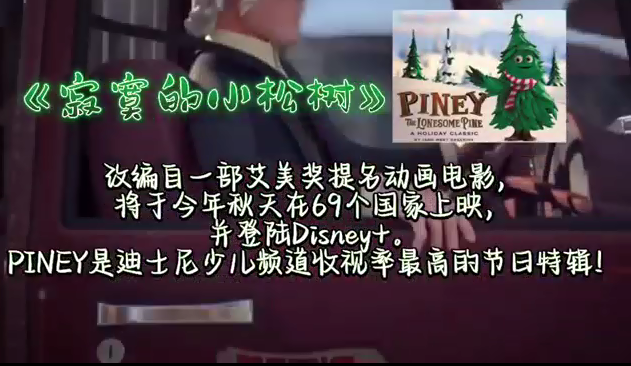 《寂寞的小松树》
PINEY
THE LONESOME PINE
A HOLIDAY CLASSIC
改编自一部艾美奖提名动画电影,
将于今年秋天在69个国家上映,
并登陆Disney+。
PINEY是迪士尼少儿频道收视率最高的节日特辑!